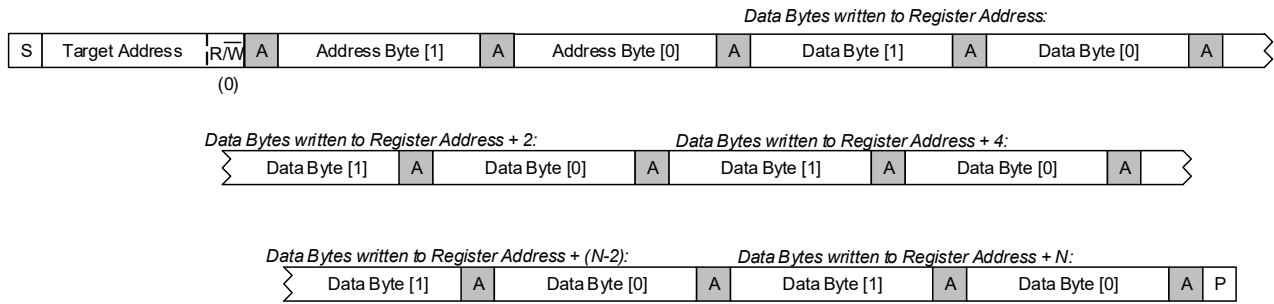 Data Bytes written to Register Address:
S Target Address R/W̅ A Address Byte [1] A Address Byte [0] A Data Byte [1] A Data Byte [0] A
(0)
Data Bytes written to Register Address + 2: Data Bytes written to Register Address + 4:
Data Byte [1] A Data Byte [0] A Data Byte [1] A Data Byte [0] A
Data Bytes written to Register Address + (N-2): Data Bytes written to Register Address + N:
Data Byte [1] A Data Byte [0] A Data Byte [1] A Data Byte [0] A P